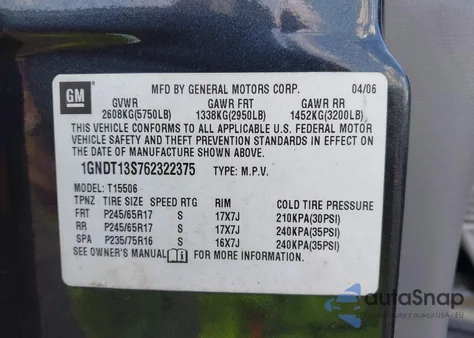 GM
MFD BY GENERAL MOTORS CORP. 04/06
GVWR GAWR FRT GAWR RR
2608KG(5750LB) 1338KG(2950LB) 1452KG(3200LB)
THIS VEHICLE CONFORMS TO ALL APPLICABLE U.S. FEDERAL MOTOR
VEHICLE SAFETY AND THEFT PREVENTION STANDARDS IN EFFECT ON
THE DATE OF MANUFACTURE SHOWN ABOVE.
1GNDT13S762322375 TYPE: M.P.V.
MODEL: T15506
TPNZ TIRE SIZE SPEED RIM COLD TIRE PRESSURE
FRT P245/65R17 S 17X7J 210KPA(30PSI)
RR P245/65R17 S 17X7J 240KPA(35PSI)
SPA P235/75R16 S 16X7J 240KPA(35PSI)
SEE OWNER'S MANUAL FOR MORE INFORMATION.
autoSnap